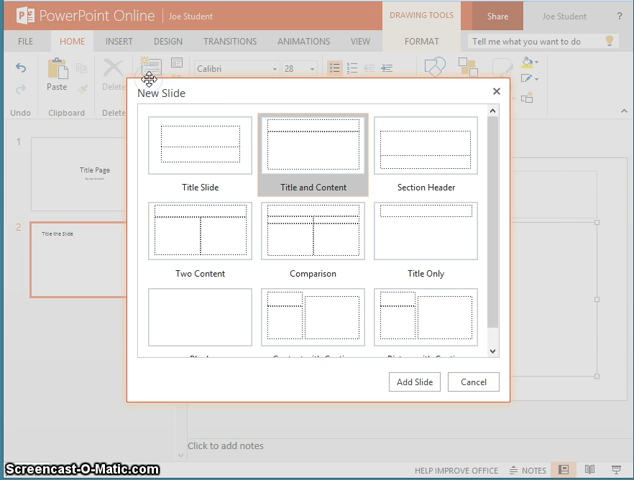 PowerPoint Online
Joe Student
DRAWING TOOLS
Share
Joe Student
?
FILE
HOME
INSERT
DESIGN
TRANSITIONS
ANIMATIONS
VIEW
FORMAT
Tell me what you want to do
Paste
Delete
Calibri
28
Undo
Clipboard
New Slide
1
Title Page
2
Title the Slide
Title Slide
Title and Content
Section Header
Two Content
Comparison
Title Only
Add Slide
Cancel
Click to add notes
Screencast-O-Matic.com
HELP IMPROVE OFFICE
NOTES